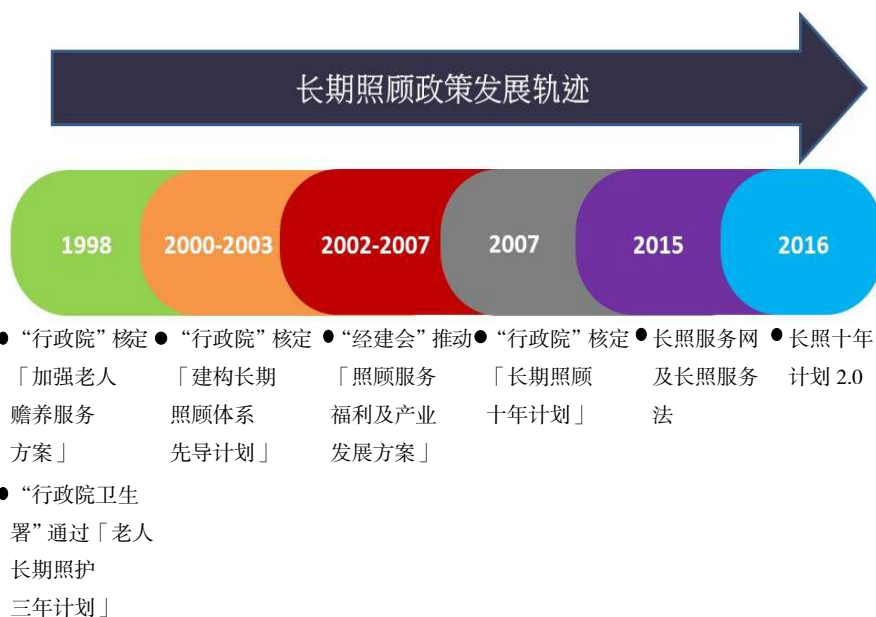 长期照顾政策发展轨迹
1998
2000-2003
2002-2007
2007
2015
2016
● “行政院”核定
「加强老人
赡养服务
方案」
● “行政院卫生
署”通过「老人
长期照护
三年计划」
● “行政院”核定
「建构长期
照顾体系
先导计划」
● “经建会”推动
「照顾服务
福利及产业
发展方案」
● “行政院”核定
「长期照顾
十年计划」
● 长照服务网
及长照服务
法
● 长照十年
计划 2.0